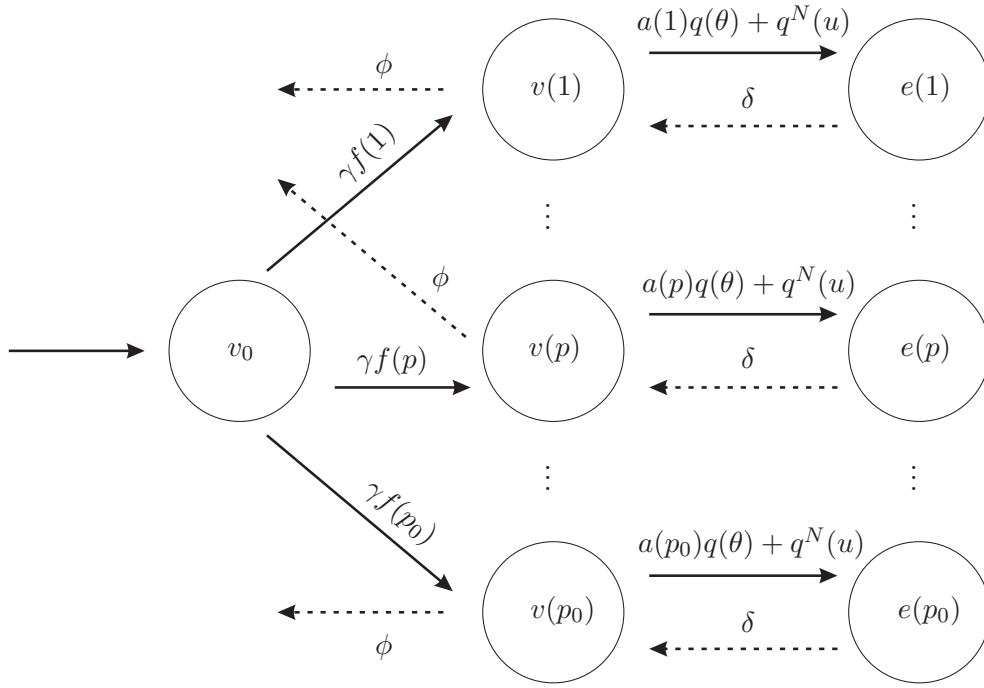 a(1)q(θ) + q^N(u)
ϕ v(1) e(1)
δ
γf(1)
⋮ ⋮
ϕ a(p)q(θ) + q^N(u)
v_0 γf(p) v(p) e(p)
δ
⋮ ⋮
γf(p_0)
a(p_0)q(θ) + q^N(u)
v(p_0) e(p_0)
ϕ δ